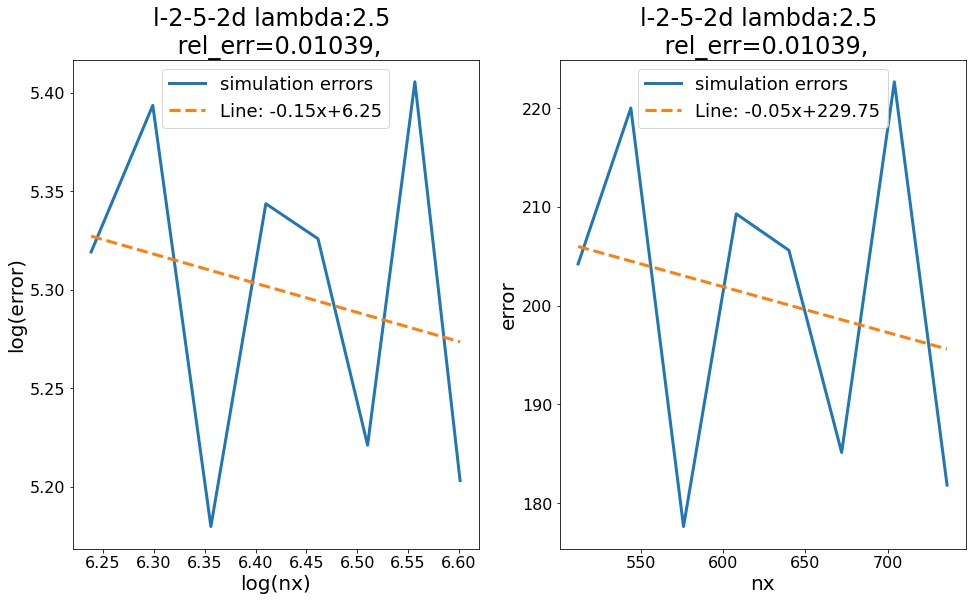 l-2-5-2d lambda:2.5
rel_err=0.01039,
simulation errors
Line: -0.15x+6.25
5.40
5.35
5.30
5.25
5.20
log(error)
6.25 6.30 6.35 6.40 6.45 6.50 6.55 6.60
log(nx)
l-2-5-2d lambda:2.5
rel_err=0.01039,
simulation errors
Line: -0.05x+229.75
220
210
200
190
180
error
550 600 650 700
nx